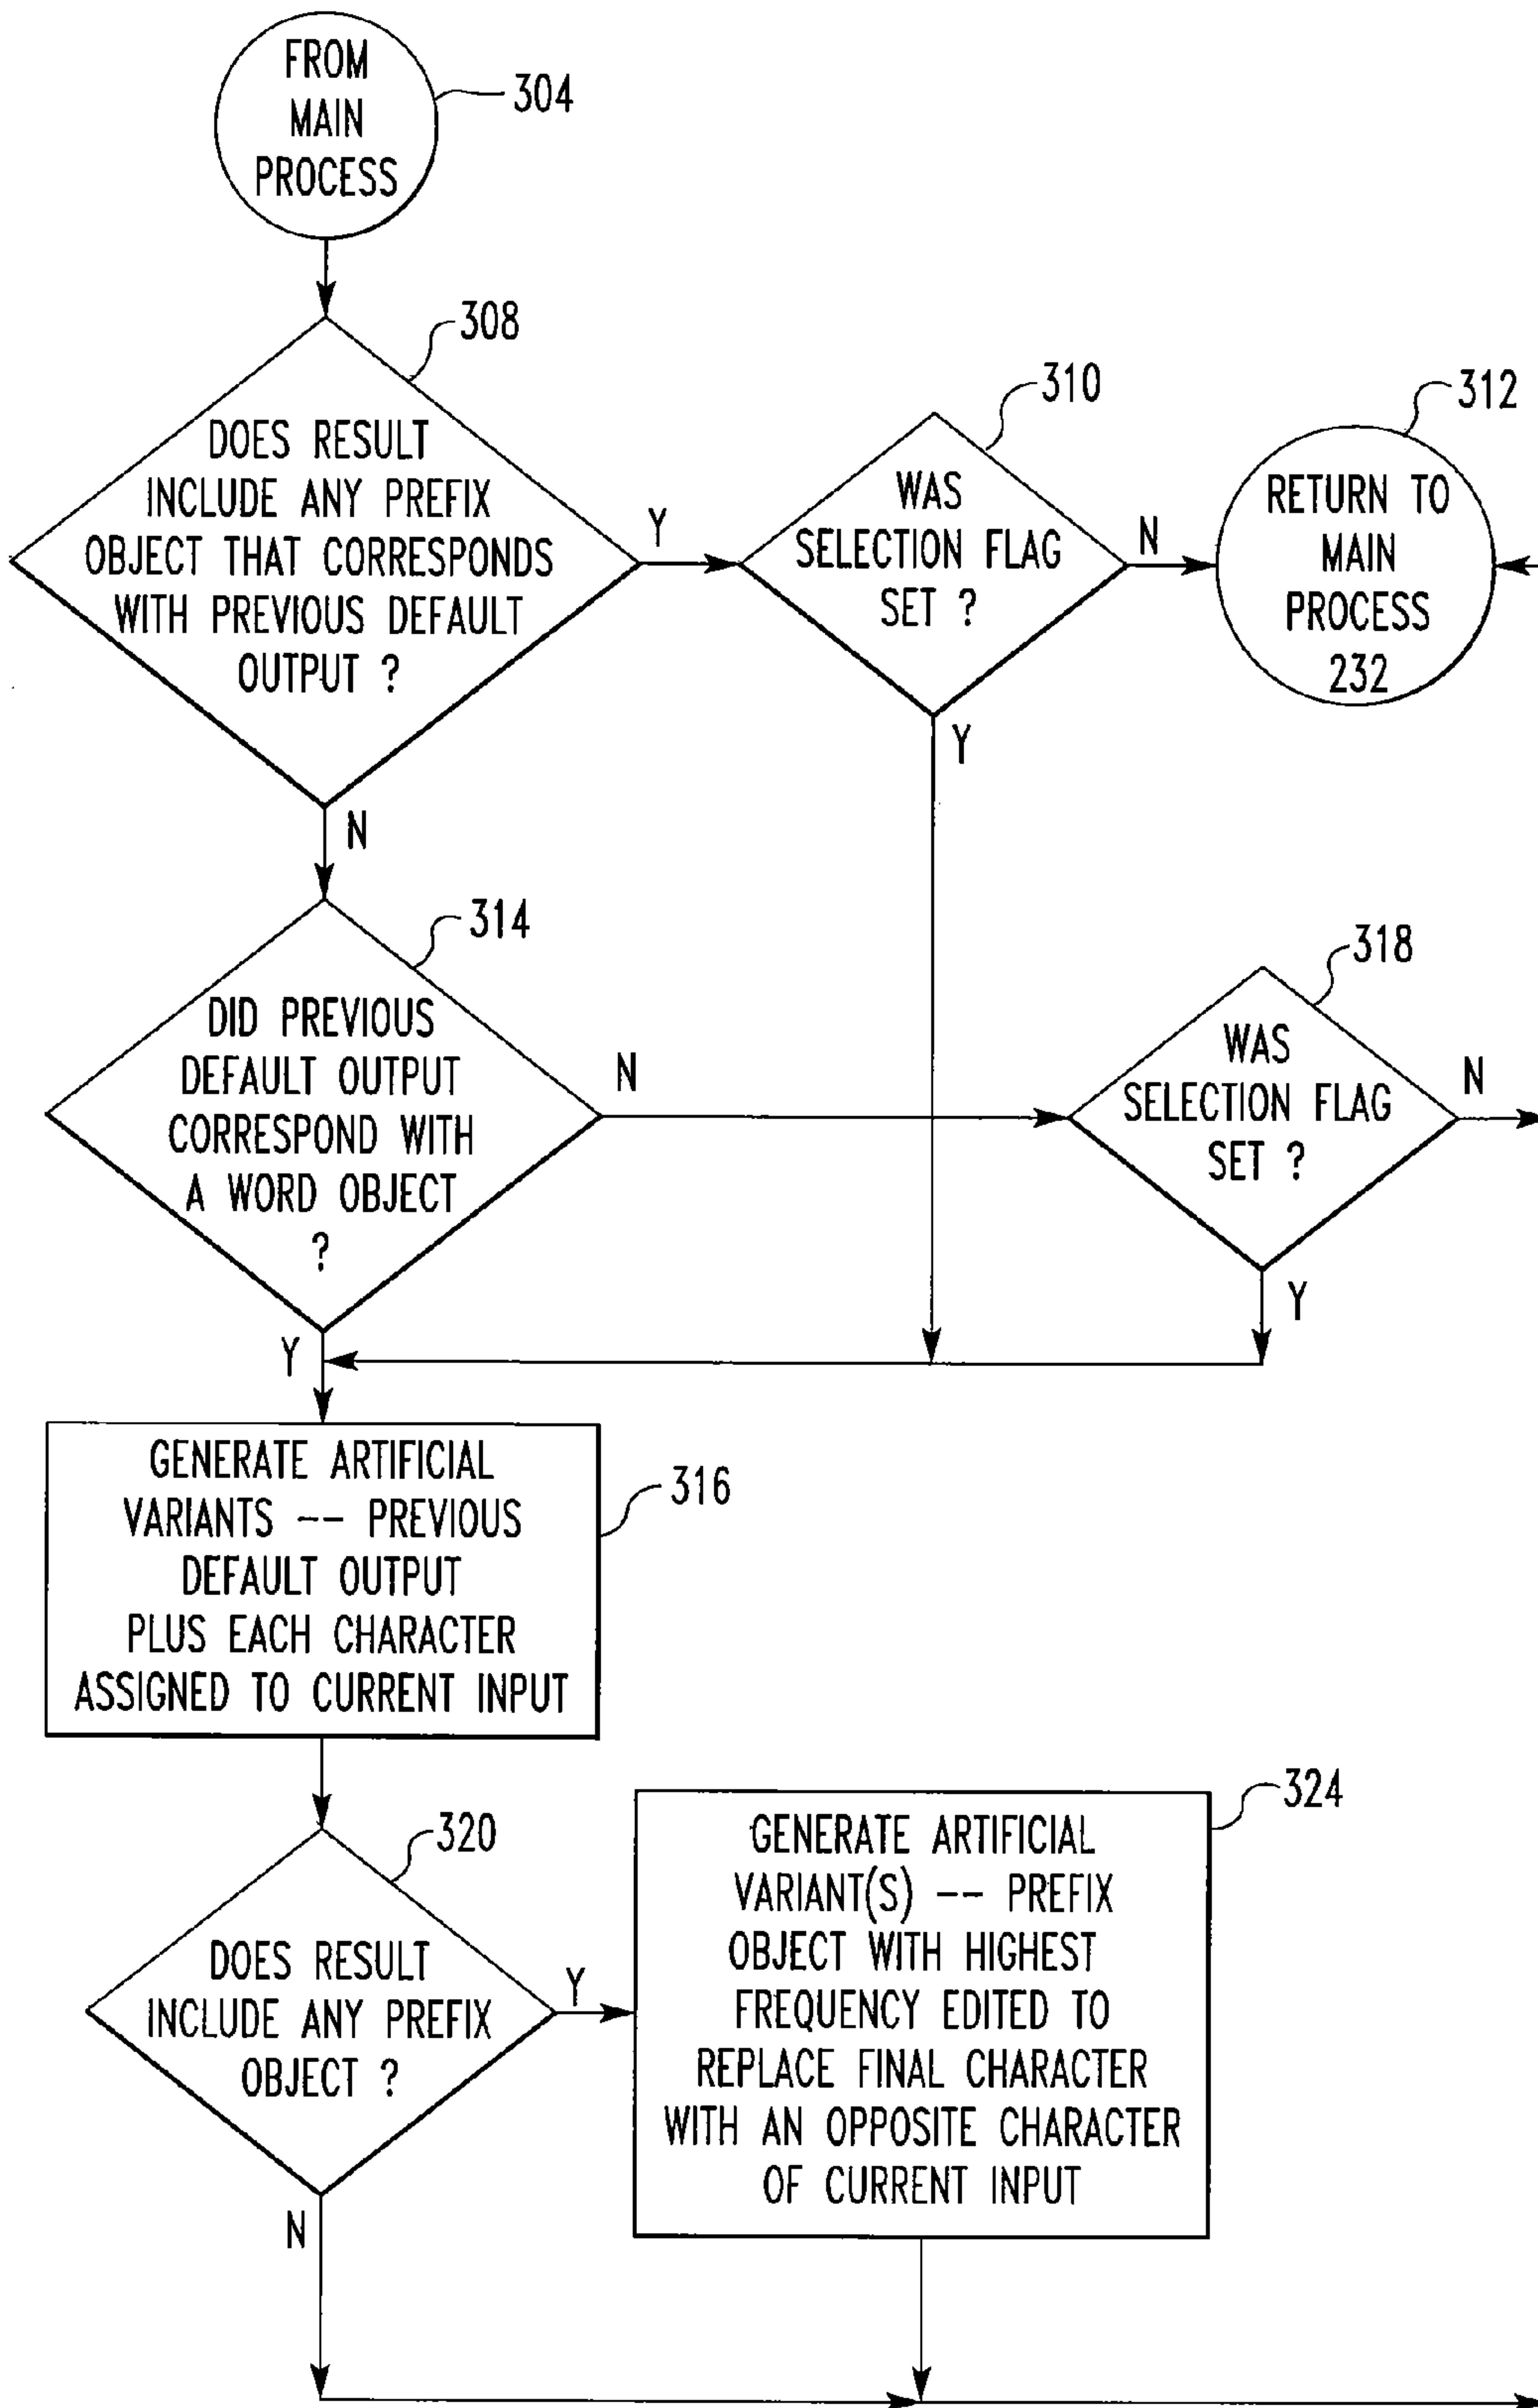 FROM
MAIN
PROCESS
304
308
DOES RESULT
INCLUDE ANY PREFIX
OBJECT THAT CORRESPONDS
WITH PREVIOUS DEFAULT
OUTPUT ?
Y
N
310
WAS
SELECTION FLAG
SET ?
N
Y
312
RETURN TO
MAIN
PROCESS
232
314
DID PREVIOUS
DEFAULT OUTPUT
CORRESPOND WITH
A WORD OBJECT
?
N
Y
318
WAS
SELECTION FLAG
SET ?
N
Y
GENERATE ARTIFICIAL
VARIANTS -- PREVIOUS
DEFAULT OUTPUT
PLUS EACH CHARACTER
ASSIGNED TO CURRENT INPUT
316
320
DOES RESULT
INCLUDE ANY PREFIX
OBJECT ?
Y
N
324
GENERATE ARTIFICIAL
VARIANT(S) -- PREFIX
OBJECT WITH HIGHEST
FREQUENCY EDITED TO
REPLACE FINAL CHARACTER
WITH AN OPPOSITE CHARACTER
OF CURRENT INPUT